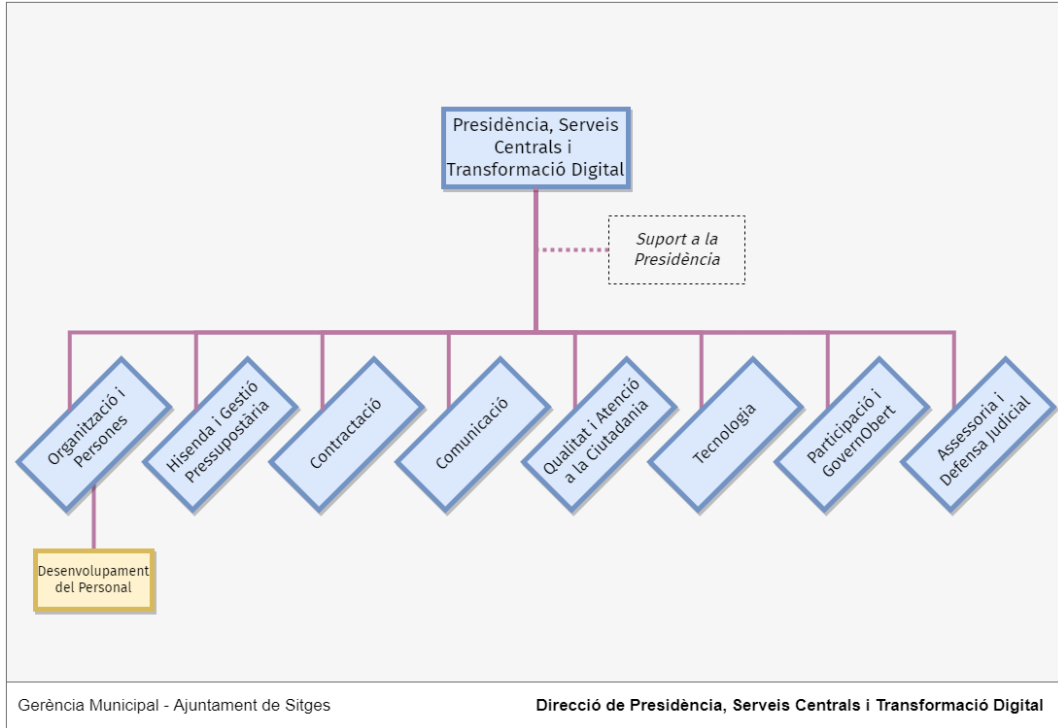 Presidència, Serveis
Centrals i
Transformació Digital
Suport a la
Presidència
Organització i
Persones
Hisenda i Gestió
Pressupostària
Contractació
Comunicació
Qualitat i Atenció
a la Ciutadania
Tecnologia
Participació i
GovernObert
Assessoria i
Defensa Judicial
Desenvolupament
del Personal
Gerència Municipal - Ajuntament de Sitges
Direcció de Presidència, Serveis Centrals i Transformació Digital